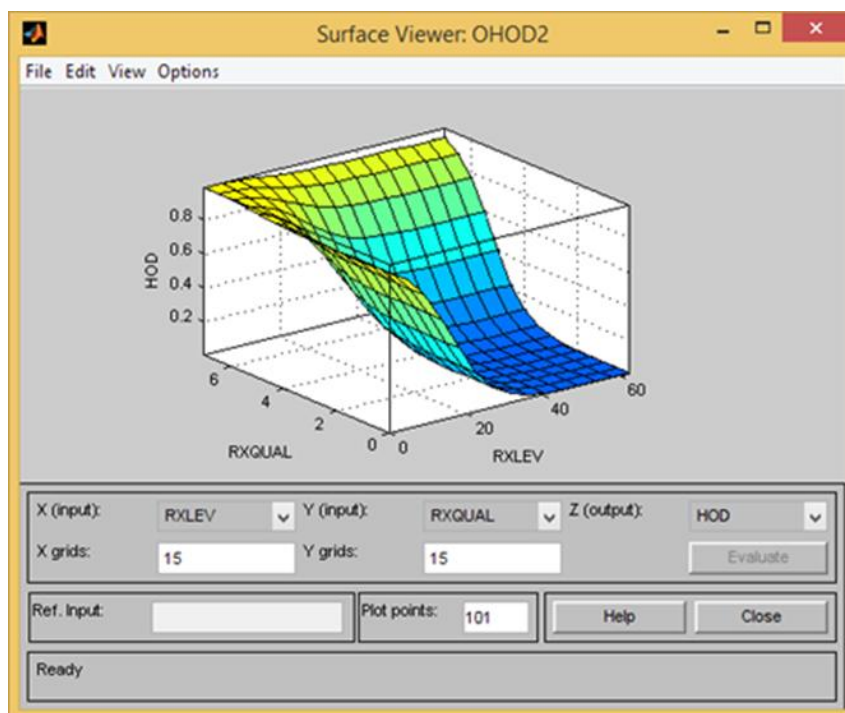 Surface Viewer: OHOD2
File Edit View Options
0.8
0.6
0.4
0.2
HOD
6
4
2
0
RXQUAL
0
20
40
60
RXLEV
X (input): RXLEV Y (input): RXQUAL Z (output): HOD
X grids: 15 Y grids: 15 Evaluate
Ref. Input: Plot points: 101 Help Close
Ready